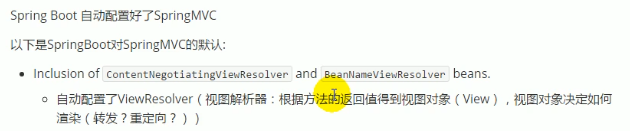 Spring Boot 自动配置好了SpringMVC
以下是SpringBoot对SpringMVC的默认:
Inclusion of ContentNegotiatingViewResolver and BeanNameViewResolver beans.
自动配置了ViewResolver（视图解析器：根据方法的返回值得到视图对象（View），视图对象决定如何
渲染（转发？重定向？））